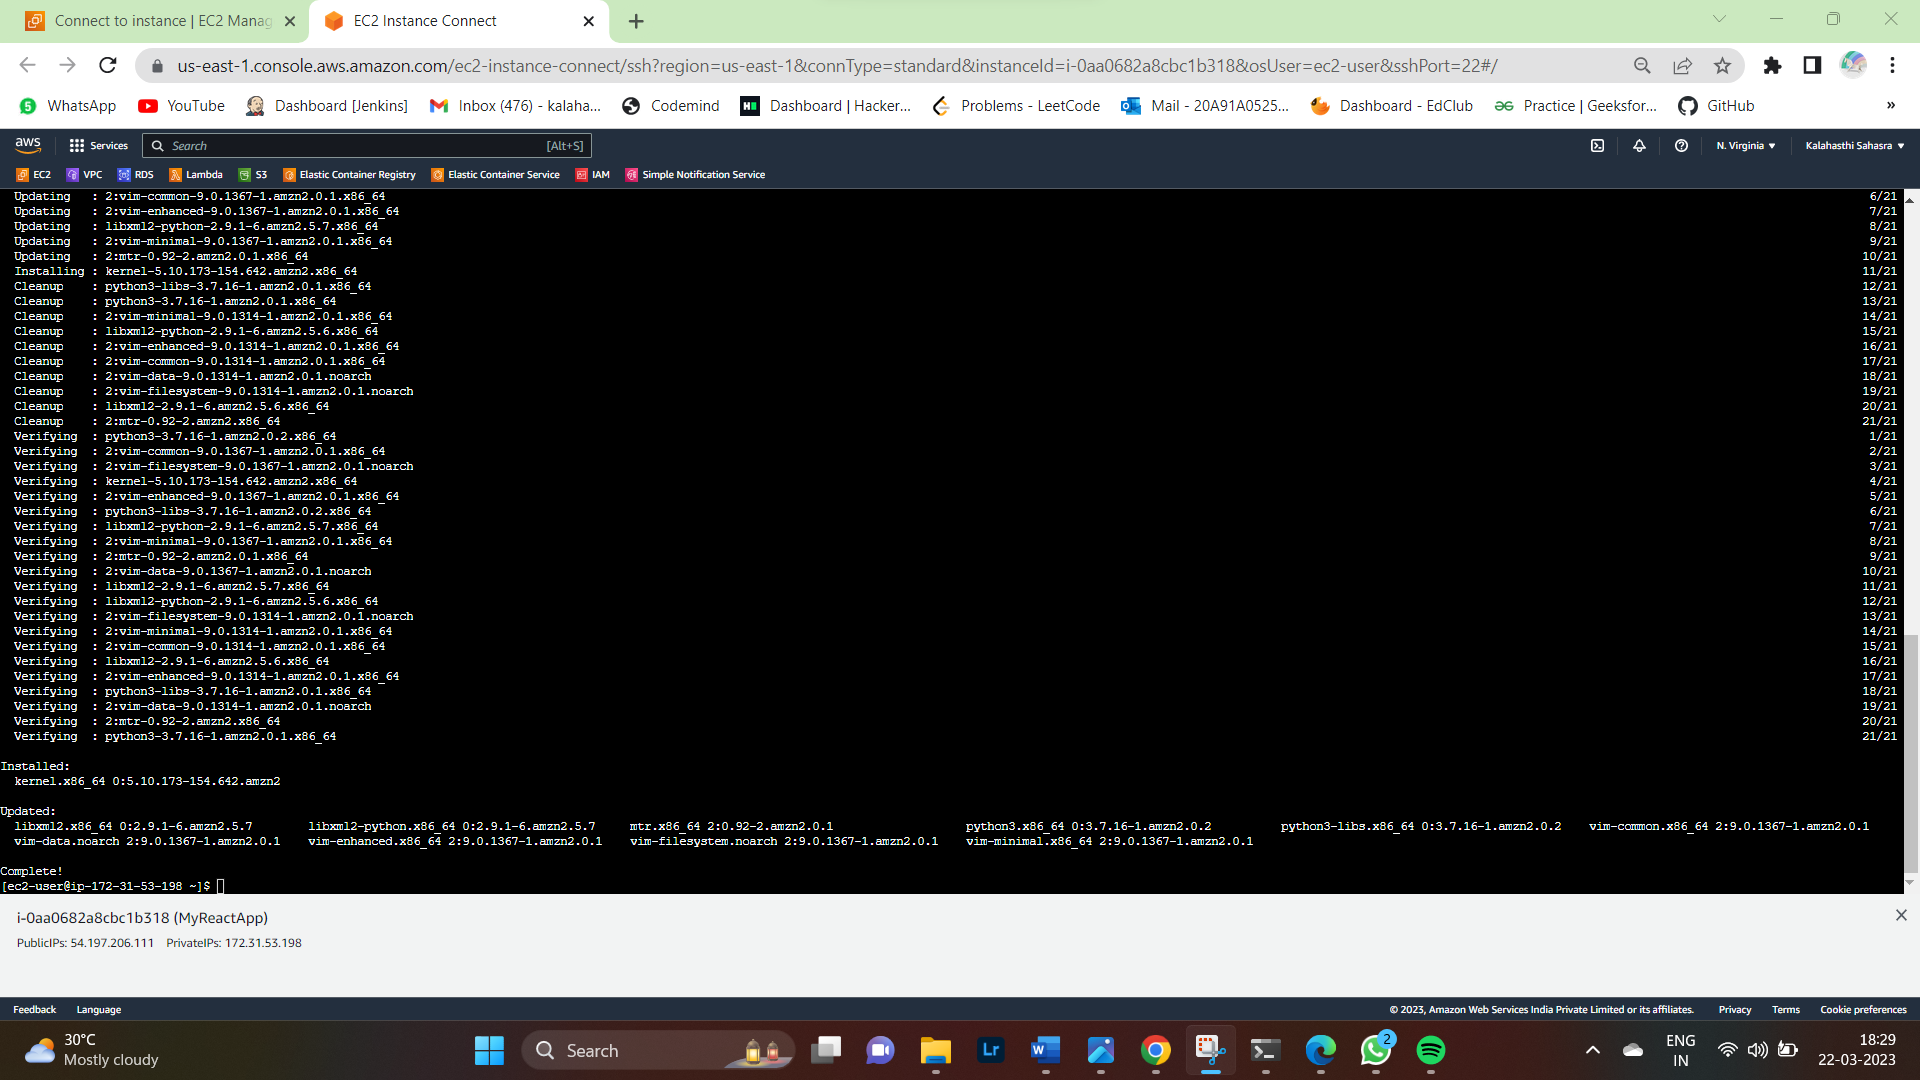 Connect to instance | EC2 Manag
EC2 Instance Connect
us-east-1.console.aws.amazon.com/ec2-instance-connect/ssh?region=us-east-1&connType=standard&instanceId=i-0aa0682a8cbc1b318&osUser=ec2-user&sshPort=22#/
WhatsApp YouTube Dashboard [Jenkins] Inbox (476) - kalaha... Codemind Dashboard | Hacker... Problems - LeetCode Mail - 20A91A0525... Dashboard - EdClub Practice | Geeksfor... GitHub »
aws Services Search [Alt+S] N. Virginia Kalahasthi Sahasra
EC2 VPC RDS Lambda S3 Elastic Container Registry Elastic Container Service IAM Simple Notification Service
Updating : 2:vim-common-9.0.1367-1.amzn2.0.1.x86_64 6/21
Updating : 2:vim-enhanced-9.0.1367-1.amzn2.0.1.x86_64 7/21
Updating : libxml2-python-2.9.1-6.amzn2.5.7.x86_64 8/21
Updating : 2:vim-minimal-9.0.1367-1.amzn2.0.1.x86_64 9/21
Updating : 2:mtr-0.92-2.amzn2.0.1.x86_64 10/21
Installing : kernel-5.10.173-154.642.amzn2.x86_64 11/21
Cleanup : python3-libs-3.7.16-1.amzn2.0.1.x86_64 12/21
Cleanup : python3-3.7.16-1.amzn2.0.1.x86_64 13/21
Cleanup : 2:vim-minimal-9.0.1314-1.amzn2.0.1.x86_64 14/21
Cleanup : libxml2-python-2.9.1-6.amzn2.5.6.x86_64 15/21
Cleanup : 2:vim-enhanced-9.0.1314-1.amzn2.0.1.x86_64 16/21
Cleanup : 2:vim-common-9.0.1314-1.amzn2.0.1.x86_64 17/21
Cleanup : 2:vim-data-9.0.1314-1.amzn2.0.1.noarch 18/21
Cleanup : 2:vim-filesystem-9.0.1314-1.amzn2.0.1.noarch 19/21
Cleanup : libxml2-2.9.1-6.amzn2.5.6.x86_64 20/21
Cleanup : 2:mtr-0.92-2.amzn2.x86_64 21/21
Verifying : python3-3.7.16-1.amzn2.0.2.x86_64 1/21
Verifying : 2:vim-common-9.0.1367-1.amzn2.0.1.x86_64 2/21
Verifying : 2:vim-filesystem-9.0.1367-1.amzn2.0.1.noarch 3/21
Verifying : kernel-5.10.173-154.642.amzn2.x86_64 4/21
Verifying : 2:vim-enhanced-9.0.1367-1.amzn2.0.1.x86_64 5/21
Verifying : python3-libs-3.7.16-1.amzn2.0.2.x86_64 6/21
Verifying : libxml2-python-2.9.1-6.amzn2.5.7.x86_64 7/21
Verifying : 2:vim-minimal-9.0.1367-1.amzn2.0.1.x86_64 8/21
Verifying : 2:mtr-0.92-2.amzn2.0.1.x86_64 9/21
Verifying : 2:vim-data-9.0.1367-1.amzn2.0.1.noarch 10/21
Verifying : libxml2-2.9.1-6.amzn2.5.7.x86_64 11/21
Verifying : libxml2-python-2.9.1-6.amzn2.5.6.x86_64 12/21
Verifying : 2:vim-filesystem-9.0.1314-1.amzn2.0.1.noarch 13/21
Verifying : 2:vim-minimal-9.0.1314-1.amzn2.0.1.x86_64 14/21
Verifying : 2:vim-common-9.0.1314-1.amzn2.0.1.x86_64 15/21
Verifying : libxml2-2.9.1-6.amzn2.5.6.x86_64 16/21
Verifying : 2:vim-enhanced-9.0.1314-1.amzn2.0.1.x86_64 17/21
Verifying : python3-libs-3.7.16-1.amzn2.0.1.x86_64 18/21
Verifying : 2:vim-data-9.0.1314-1.amzn2.0.1.noarch 19/21
Verifying : 2:mtr-0.92-2.amzn2.x86_64 20/21
Verifying : python3-3.7.16-1.amzn2.0.1.x86_64 21/21
Installed:
kernel.x86_64 0:5.10.173-154.642.amzn2
Updated:
libxml2.x86_64 0:2.9.1-6.amzn2.5.7 libxml2-python.x86_64 0:2.9.1-6.amzn2.5.7 mtr.x86_64 2:0.92-2.amzn2.0.1 python3.x86_64 0:3.7.16-1.amzn2.0.2 python3-libs.x86_64 0:3.7.16-1.amzn2.0.2 vim-common.x86_64 2:9.0.1367-1.amzn2.0.1
vim-data.noarch 2:9.0.1367-1.amzn2.0.1 vim-enhanced.x86_64 2:9.0.1367-1.amzn2.0.1 vim-filesystem.noarch 2:9.0.1367-1.amzn2.0.1 vim-minimal.x86_64 2:9.0.1367-1.amzn2.0.1
Complete!
[ec2-user@ip-172-31-53-198 ~]$
i-0aa0682a8cbc1b318 (MyReactApp)
PublicIPs: 54.197.206.111 PrivateIPs: 172.31.53.198
Feedback Language © 2023, Amazon Web Services India Private Limited or its affiliates. Privacy Terms Cookie preferences
30°C
Mostly cloudy
Search
Lr
2
ENG
IN
18:29
22-03-2023